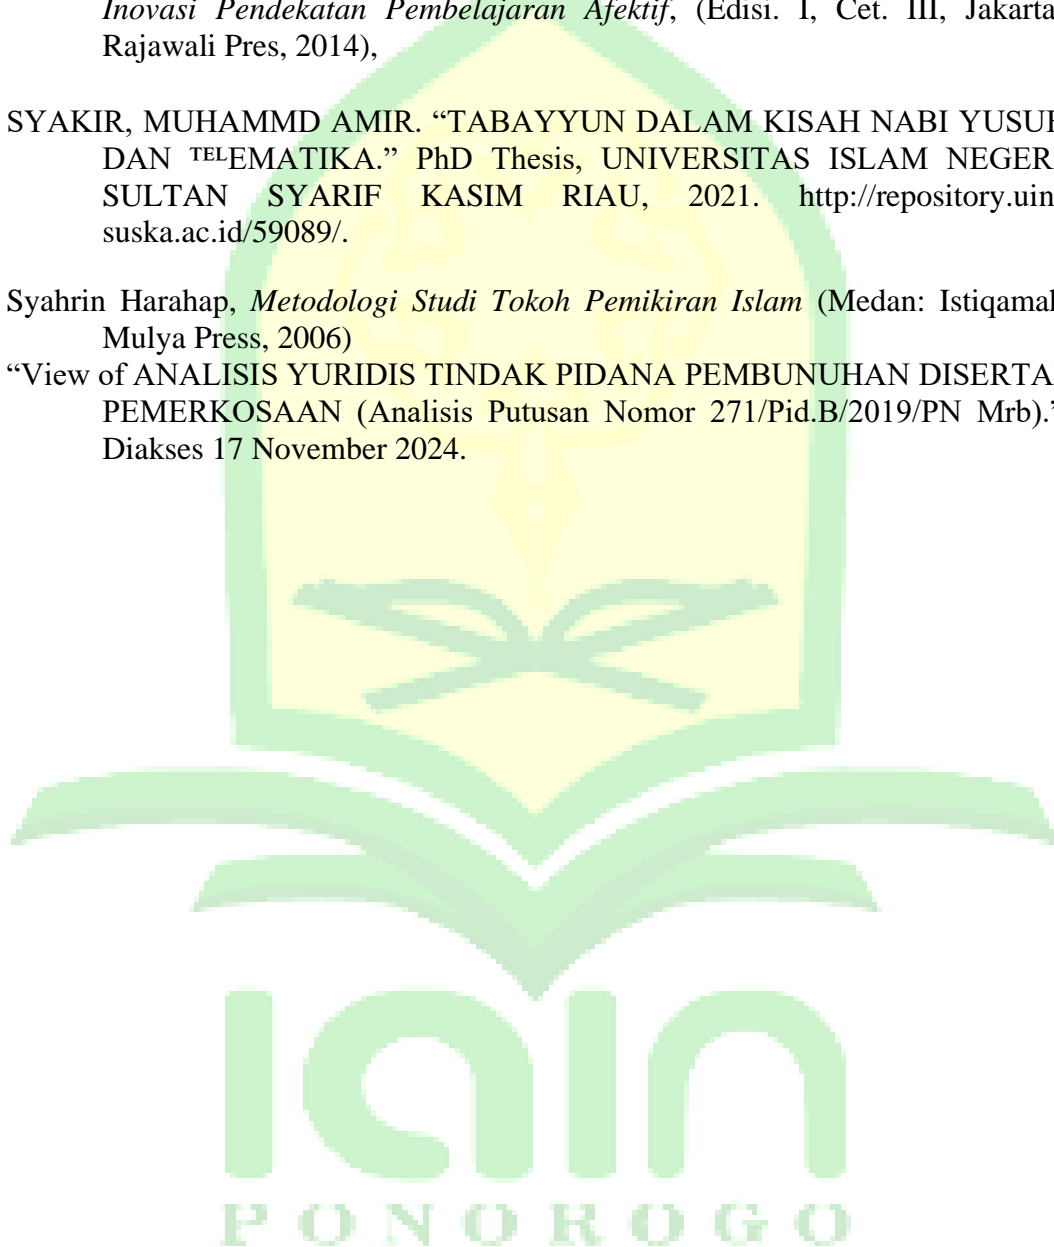 Inovasi Pendekatan Pembelajaran Afektif, (Edisi. I, Cet. III, Jakarta
Rajawali Pres, 2014),
SYAKIR, MUHAMMD AMIR. “TABAYYUN DALAM KISAH NABI YUSUF
DAN ᵀᴱᴸEMATIKA.” PhD Thesis, UNIVERSITAS ISLAM NEGERI
SULTAN SYARIF KASIM RIAU, 2021. http://repository.uin
suska.ac.id/59089/.
Syahrin Harahap, Metodologi Studi Tokoh Pemikiran Islam (Medan: Istiqamah
Mulya Press, 2006)
“View of ANALISIS YURIDIS TINDAK PIDANA PEMBUNUHAN DISERTAI
PEMERKOSAAN (Analisis Putusan Nomor 271/Pid.B/2019/PN Mrb).”
Diakses 17 November 2024.
iain
PONOROGO